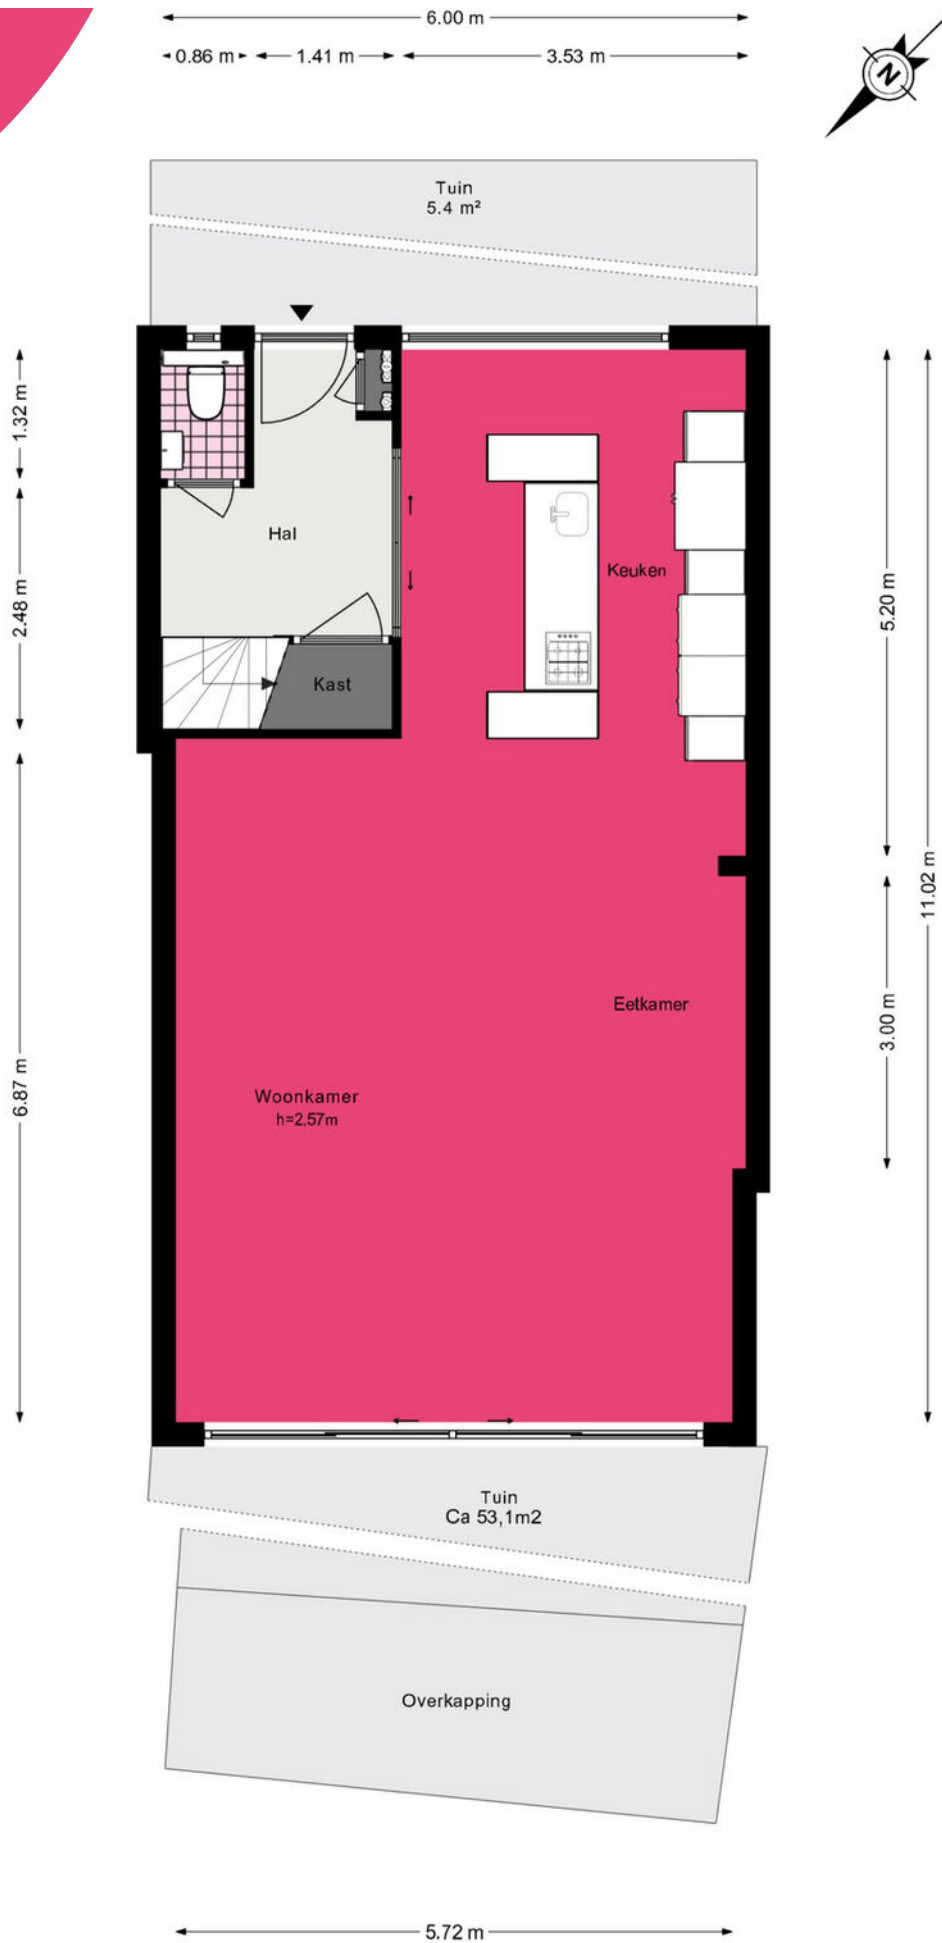 6.00 m
0.86 m
1.41 m
3.53 m
N
Tuin
5.4 m²
1.32 m
2.48 m
6.87 m
Hal
Keuken
Kast
5.20 m
11.02 m
3.00 m
Eetkamer
Woonkamer
h=2,57m
Tuin
Ca 53,1m2
Overkapping
5.72 m